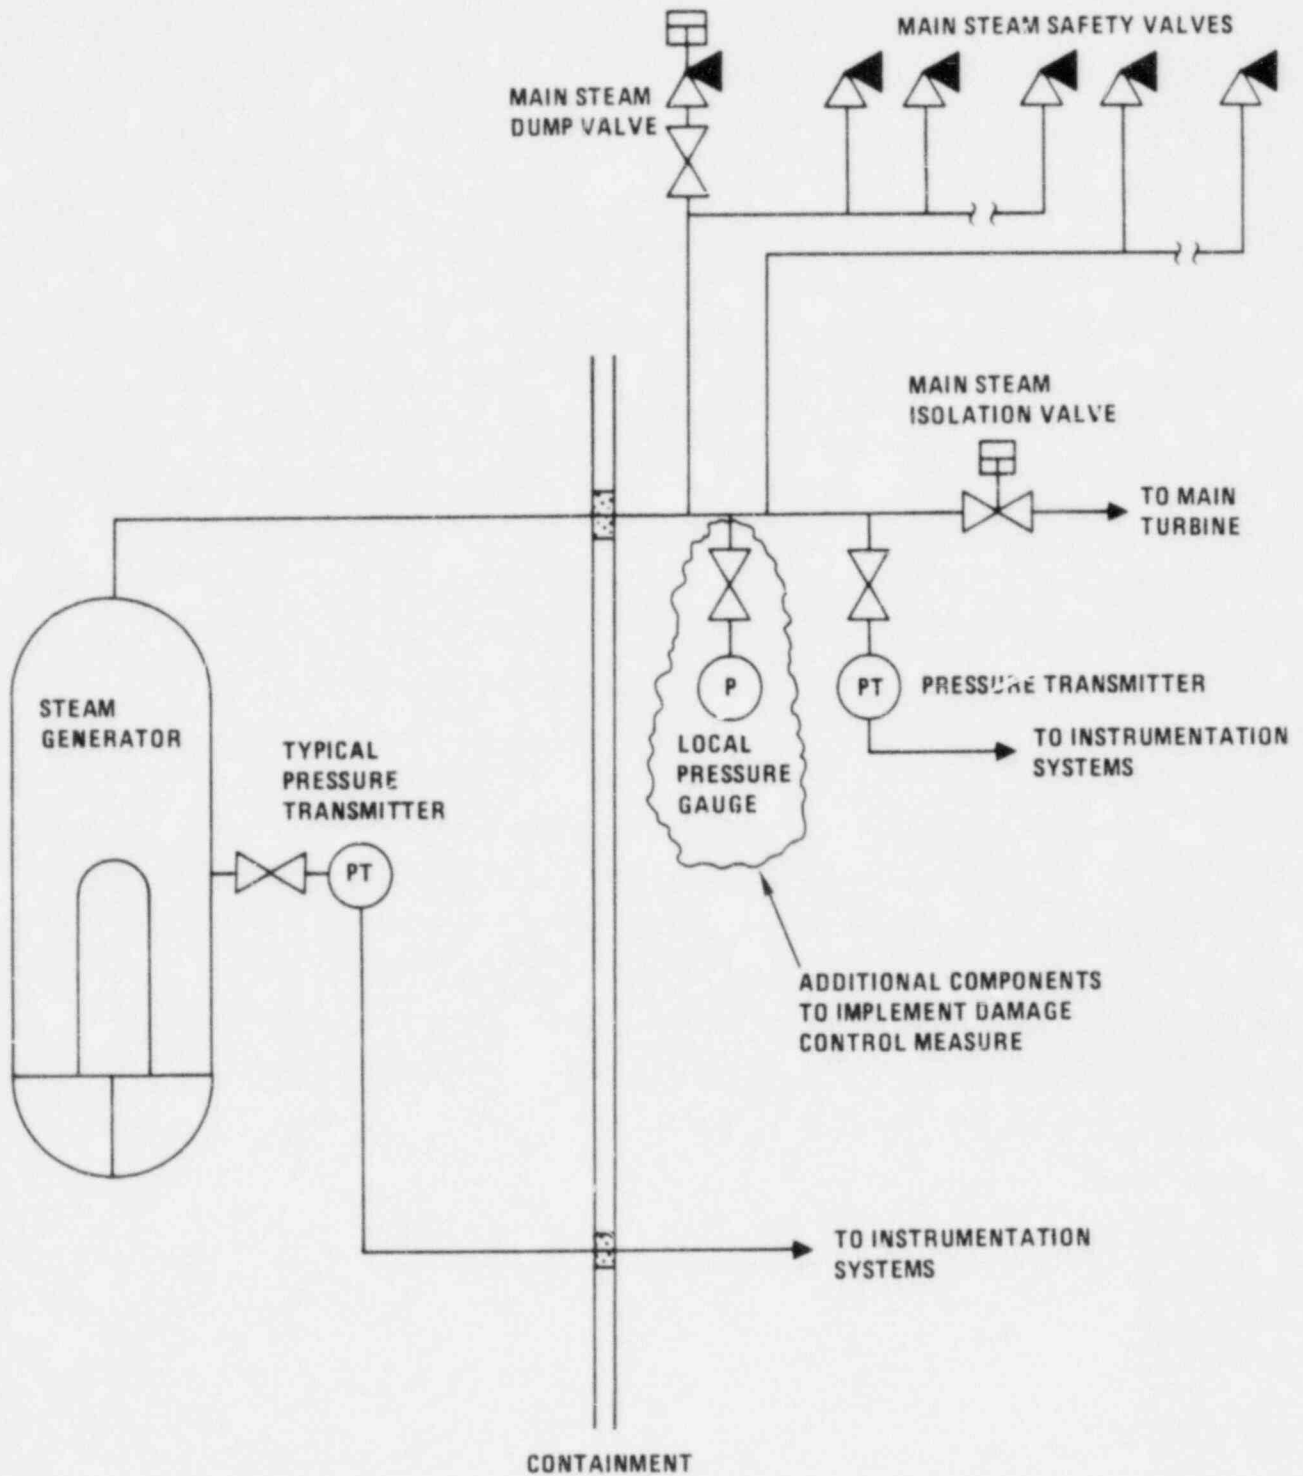 MAIN STEAM SAFETY VALVES
MAIN STEAM
DUMP VALVE
MAIN STEAM
ISOLATION VALVE
TO MAIN
TURBINE
STEAM
GENERATOR
TYPICAL
PRESSURE
TRANSMITTER
PT
P
LOCAL
PRESSURE
GAUGE
PT
PRESSURE TRANSMITTER
TO INSTRUMENTATION
SYSTEMS
ADDITIONAL COMPONENTS
TO IMPLEMENT DAMAGE
CONTROL MEASURE
TO INSTRUMENTATION
SYSTEMS
CONTAINMENT